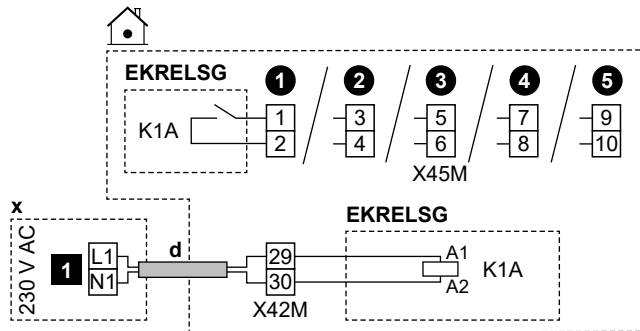 EKRELSG 1 2 3 4 5
K1A 1 3 5 7 9
2 4 6 8 10
X45M
x
EKRELSG
230 V AC
1 L1 d 29 A1
N1 30 A2 K1A
X42M